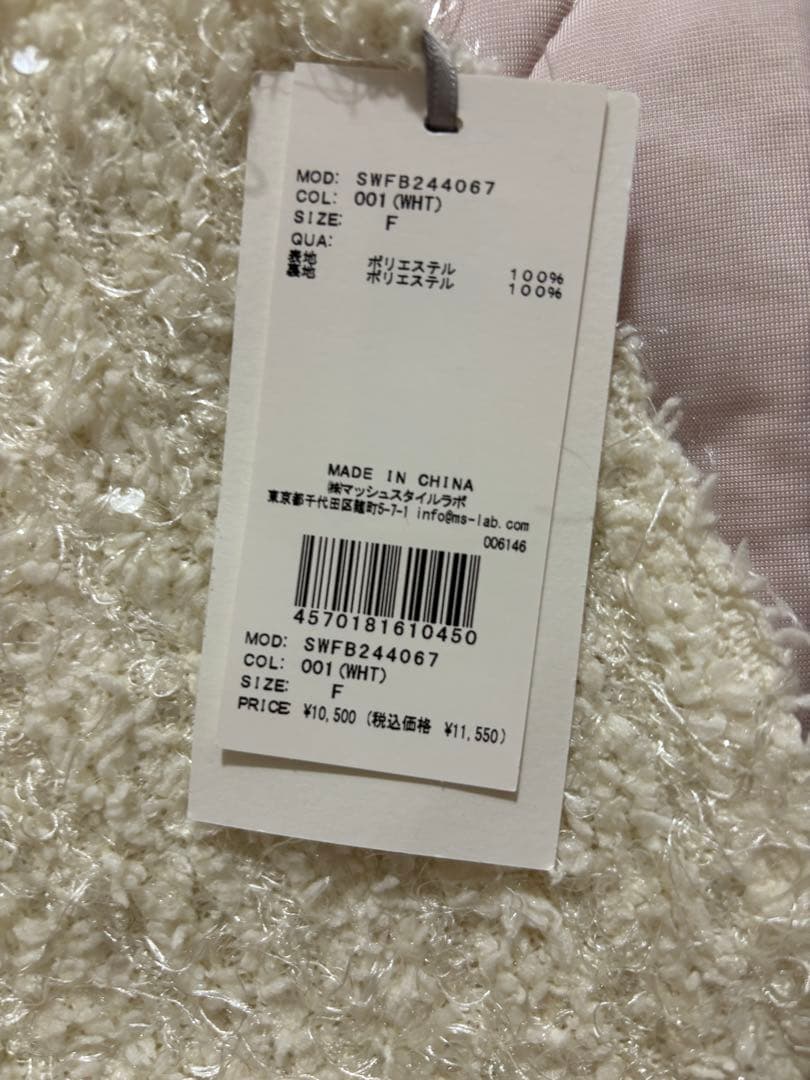 MOD: SWFB244067
COL: 001(WHT)
SIZE: F
QUA:
表地 ポリエステル 100%
裏地 ポリエステル 100%
MADE IN CHINA
㈱マッシュスタイルラボ
東京都千代田区麹町5-7-1 info@ms-lab.com
006146
4570181610450
MOD: SWFB244067
COL: 001(WHT)
SIZE: F
PRICE ¥10,500 (税込価格 ¥11,550)